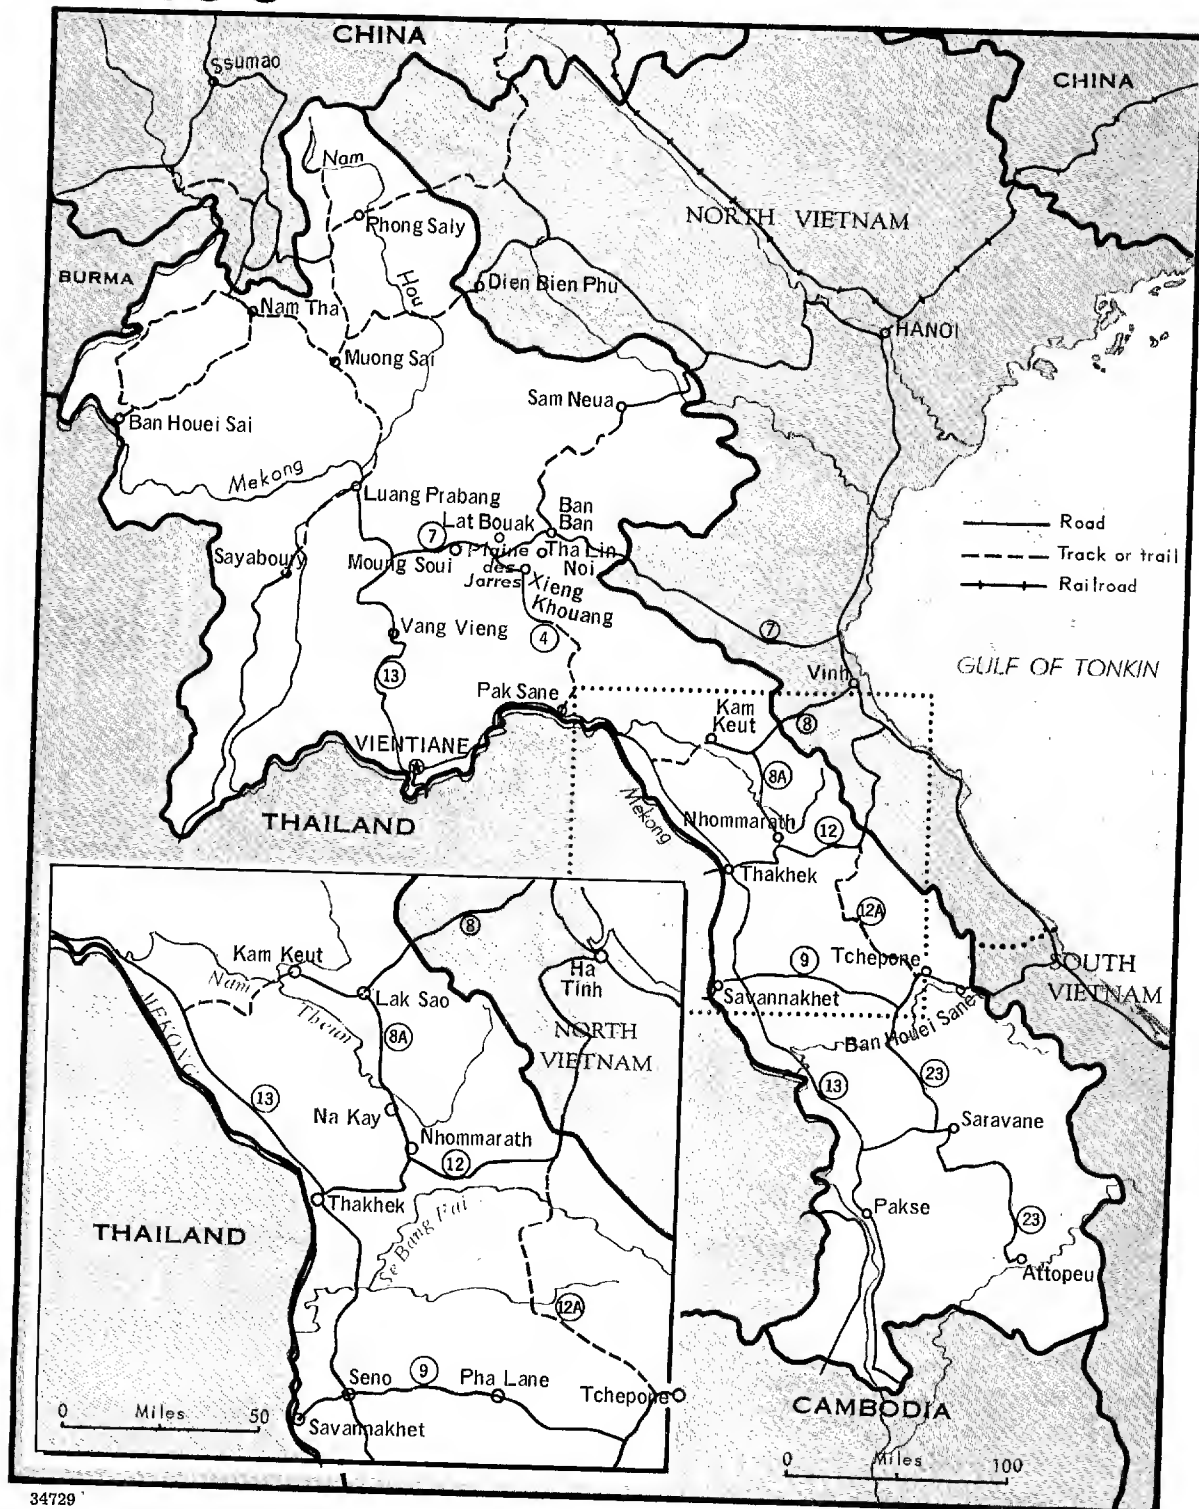 CHINA
Ssumao
CHINA
Nam
NORTH VIETNAM
Phong Saly
BURMA
Hou
Dien Bien Phu
Nam Tha
HANOI
Muong Sai
Sam Neua
Ban Houei Sai
Mekong
Luang Prabang
Ban
Ban
Lat Bouak
7
Road
Track or trail
Railroad
Sayaboury
Moung Soui
Plaine
des
Jarres
Tha Lin
Noi
Xieng
Khouang
4
7
Vang Vieng
13
GULF OF TONKIN
Vinh
Pak Sane
Kam
Keut
8
VIENTIANE
8A
THAILAND
Mekong
Nhommarath
12
Thakhek
12A
9
Tchepone
SOUTH
VIETNAM
Savannakhet
Ban Houei Sane
13
23
Saravane
Pakse
23
Attopeu
CAMBODIA
0 Miles 100
8
Kam Keut
Ha
Tinh
Nam
Lak Sao
Theun
MEKONG
8A
NORTH
VIETNAM
13
Na Kay
Nhommarath
12
Thakhek
THAILAND
Se Bang Fai
12A
Seno
9
Pha Lane
Tchepone
0 Miles 50
Savannakhet
34729